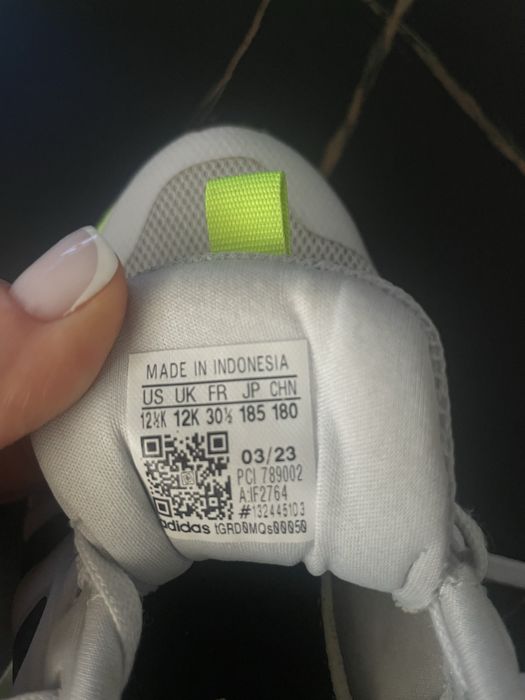 MADE IN INDONESIA
US UK FR JP CHN
12½K 12K 30½ 185 180
03/23
PCI 789002
A:IF2764
#132445103
adidas tGRD0MQs00050